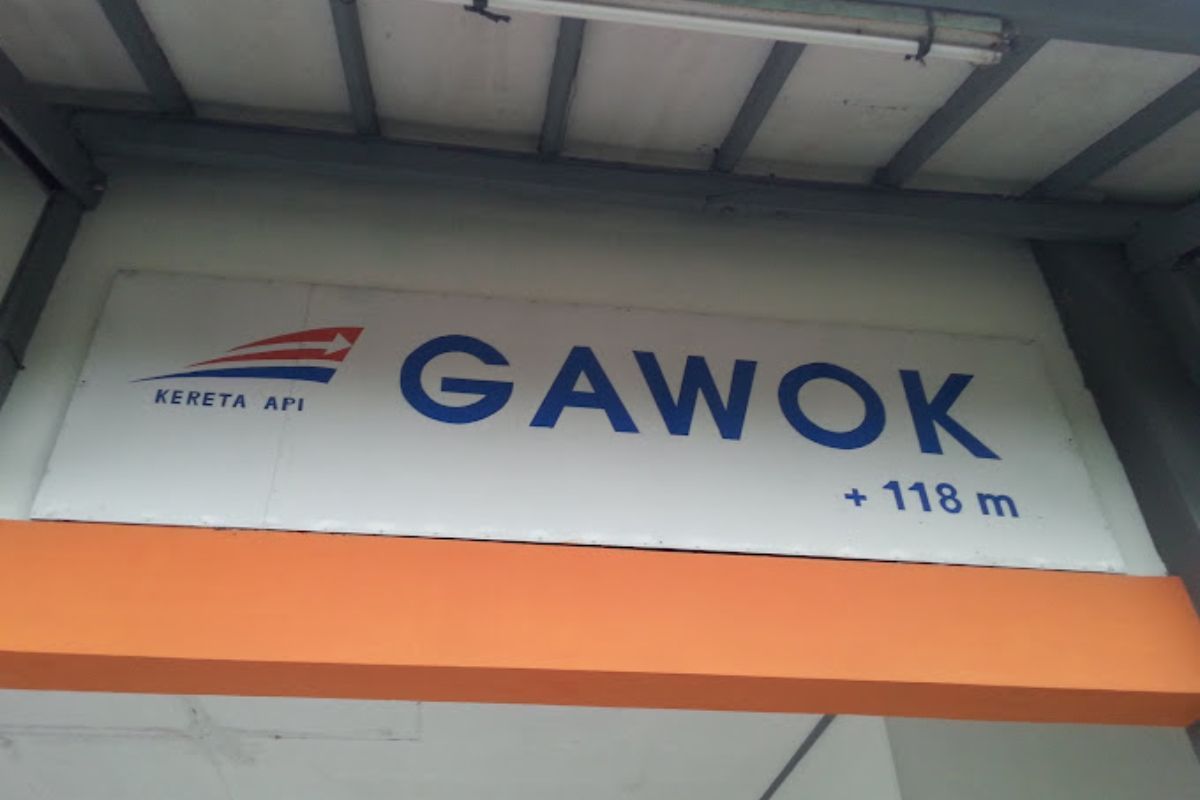 KERETA API
GAWOK
+ 118 m